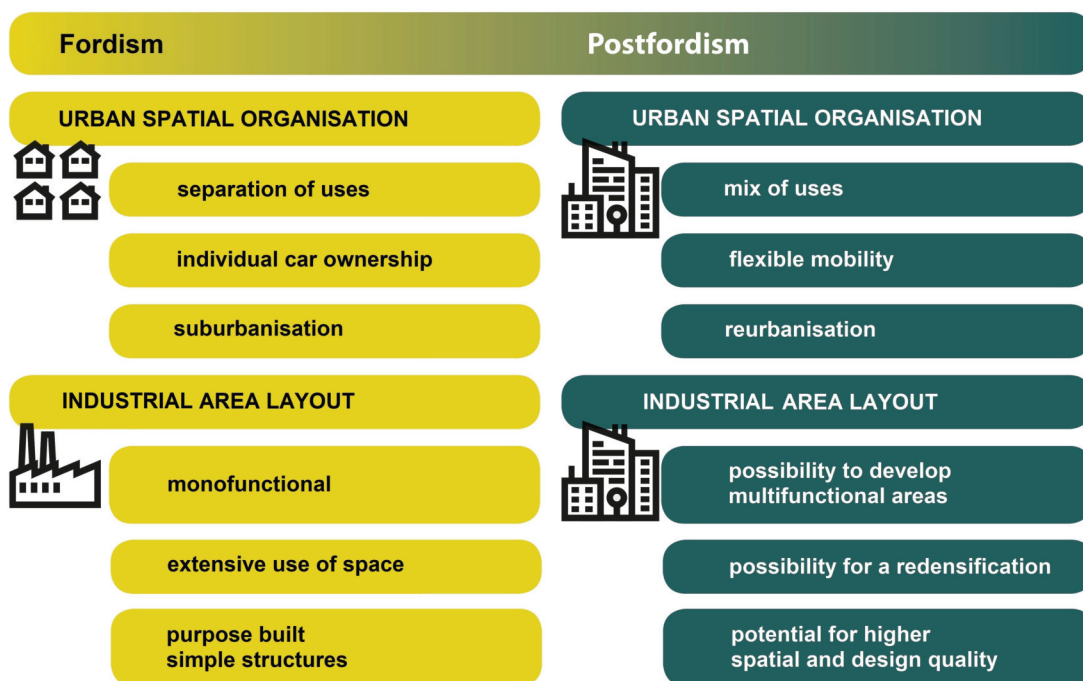 Fordism
Postfordism
URBAN SPATIAL ORGANISATION
separation of uses
individual car ownership
suburbanisation
INDUSTRIAL AREA LAYOUT
monofunctional
extensive use of space
purpose built
simple structures
URBAN SPATIAL ORGANISATION
mix of uses
flexible mobility
reurbanisation
INDUSTRIAL AREA LAYOUT
possibility to develop
multifunctional areas
possibility for a redensification
potential for higher
spatial and design quality